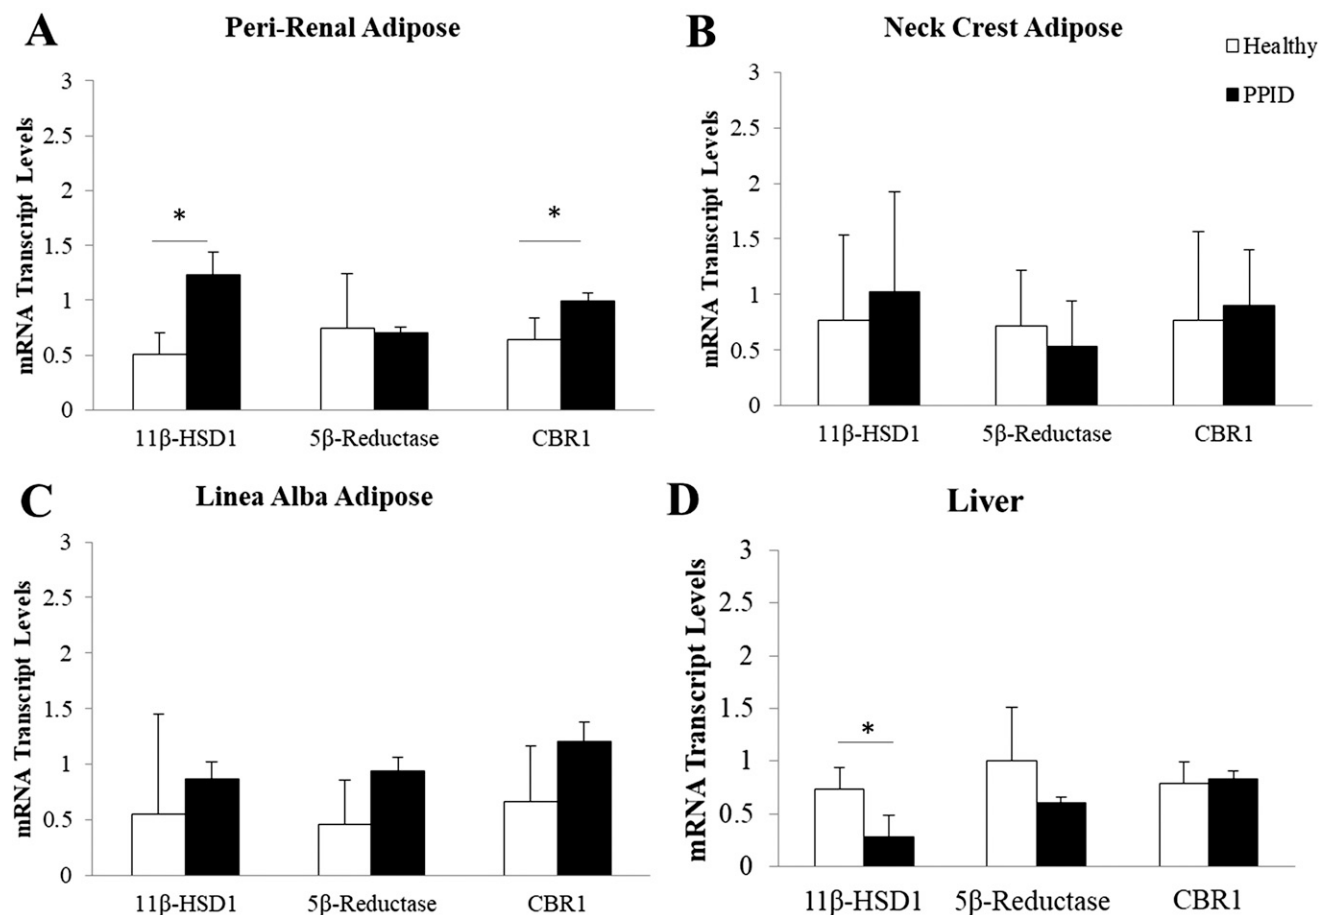 A
Peri-Renal Adipose
mRNA Transcript Levels
3
2.5
2
1.5
1
0.5
0
*
*
11β-HSD1
5β-Reductase
CBR1
B
Neck Crest Adipose
Healthy
PPID
mRNA Transcript Levels
3
2.5
2
1.5
1
0.5
0
11β-HSD1
5β-Reductase
CBR1
C
Linea Alba Adipose
mRNA Transcript Levels
3
2.5
2
1.5
1
0.5
0
11β-HSD1
5β-Reductase
CBR1
D
Liver
mRNA Transcript Levels
3
2.5
2
1.5
1
0.5
0
*
11β-HSD1
5β-Reductase
CBR1